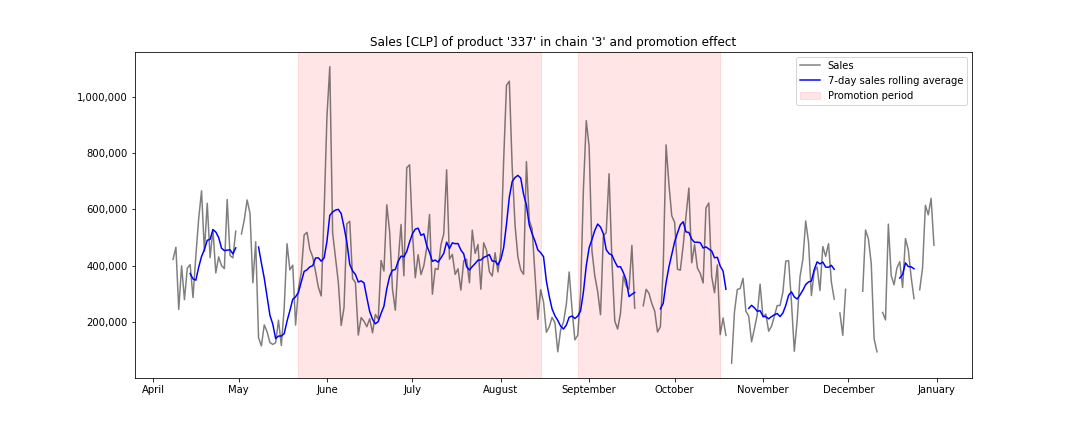 Sales [CLP] of product '337' in chain '3' and promotion effect
Sales
7-day sales rolling average
Promotion period
1,000,000
800,000
600,000
400,000
200,000
April May June July August September October November December January